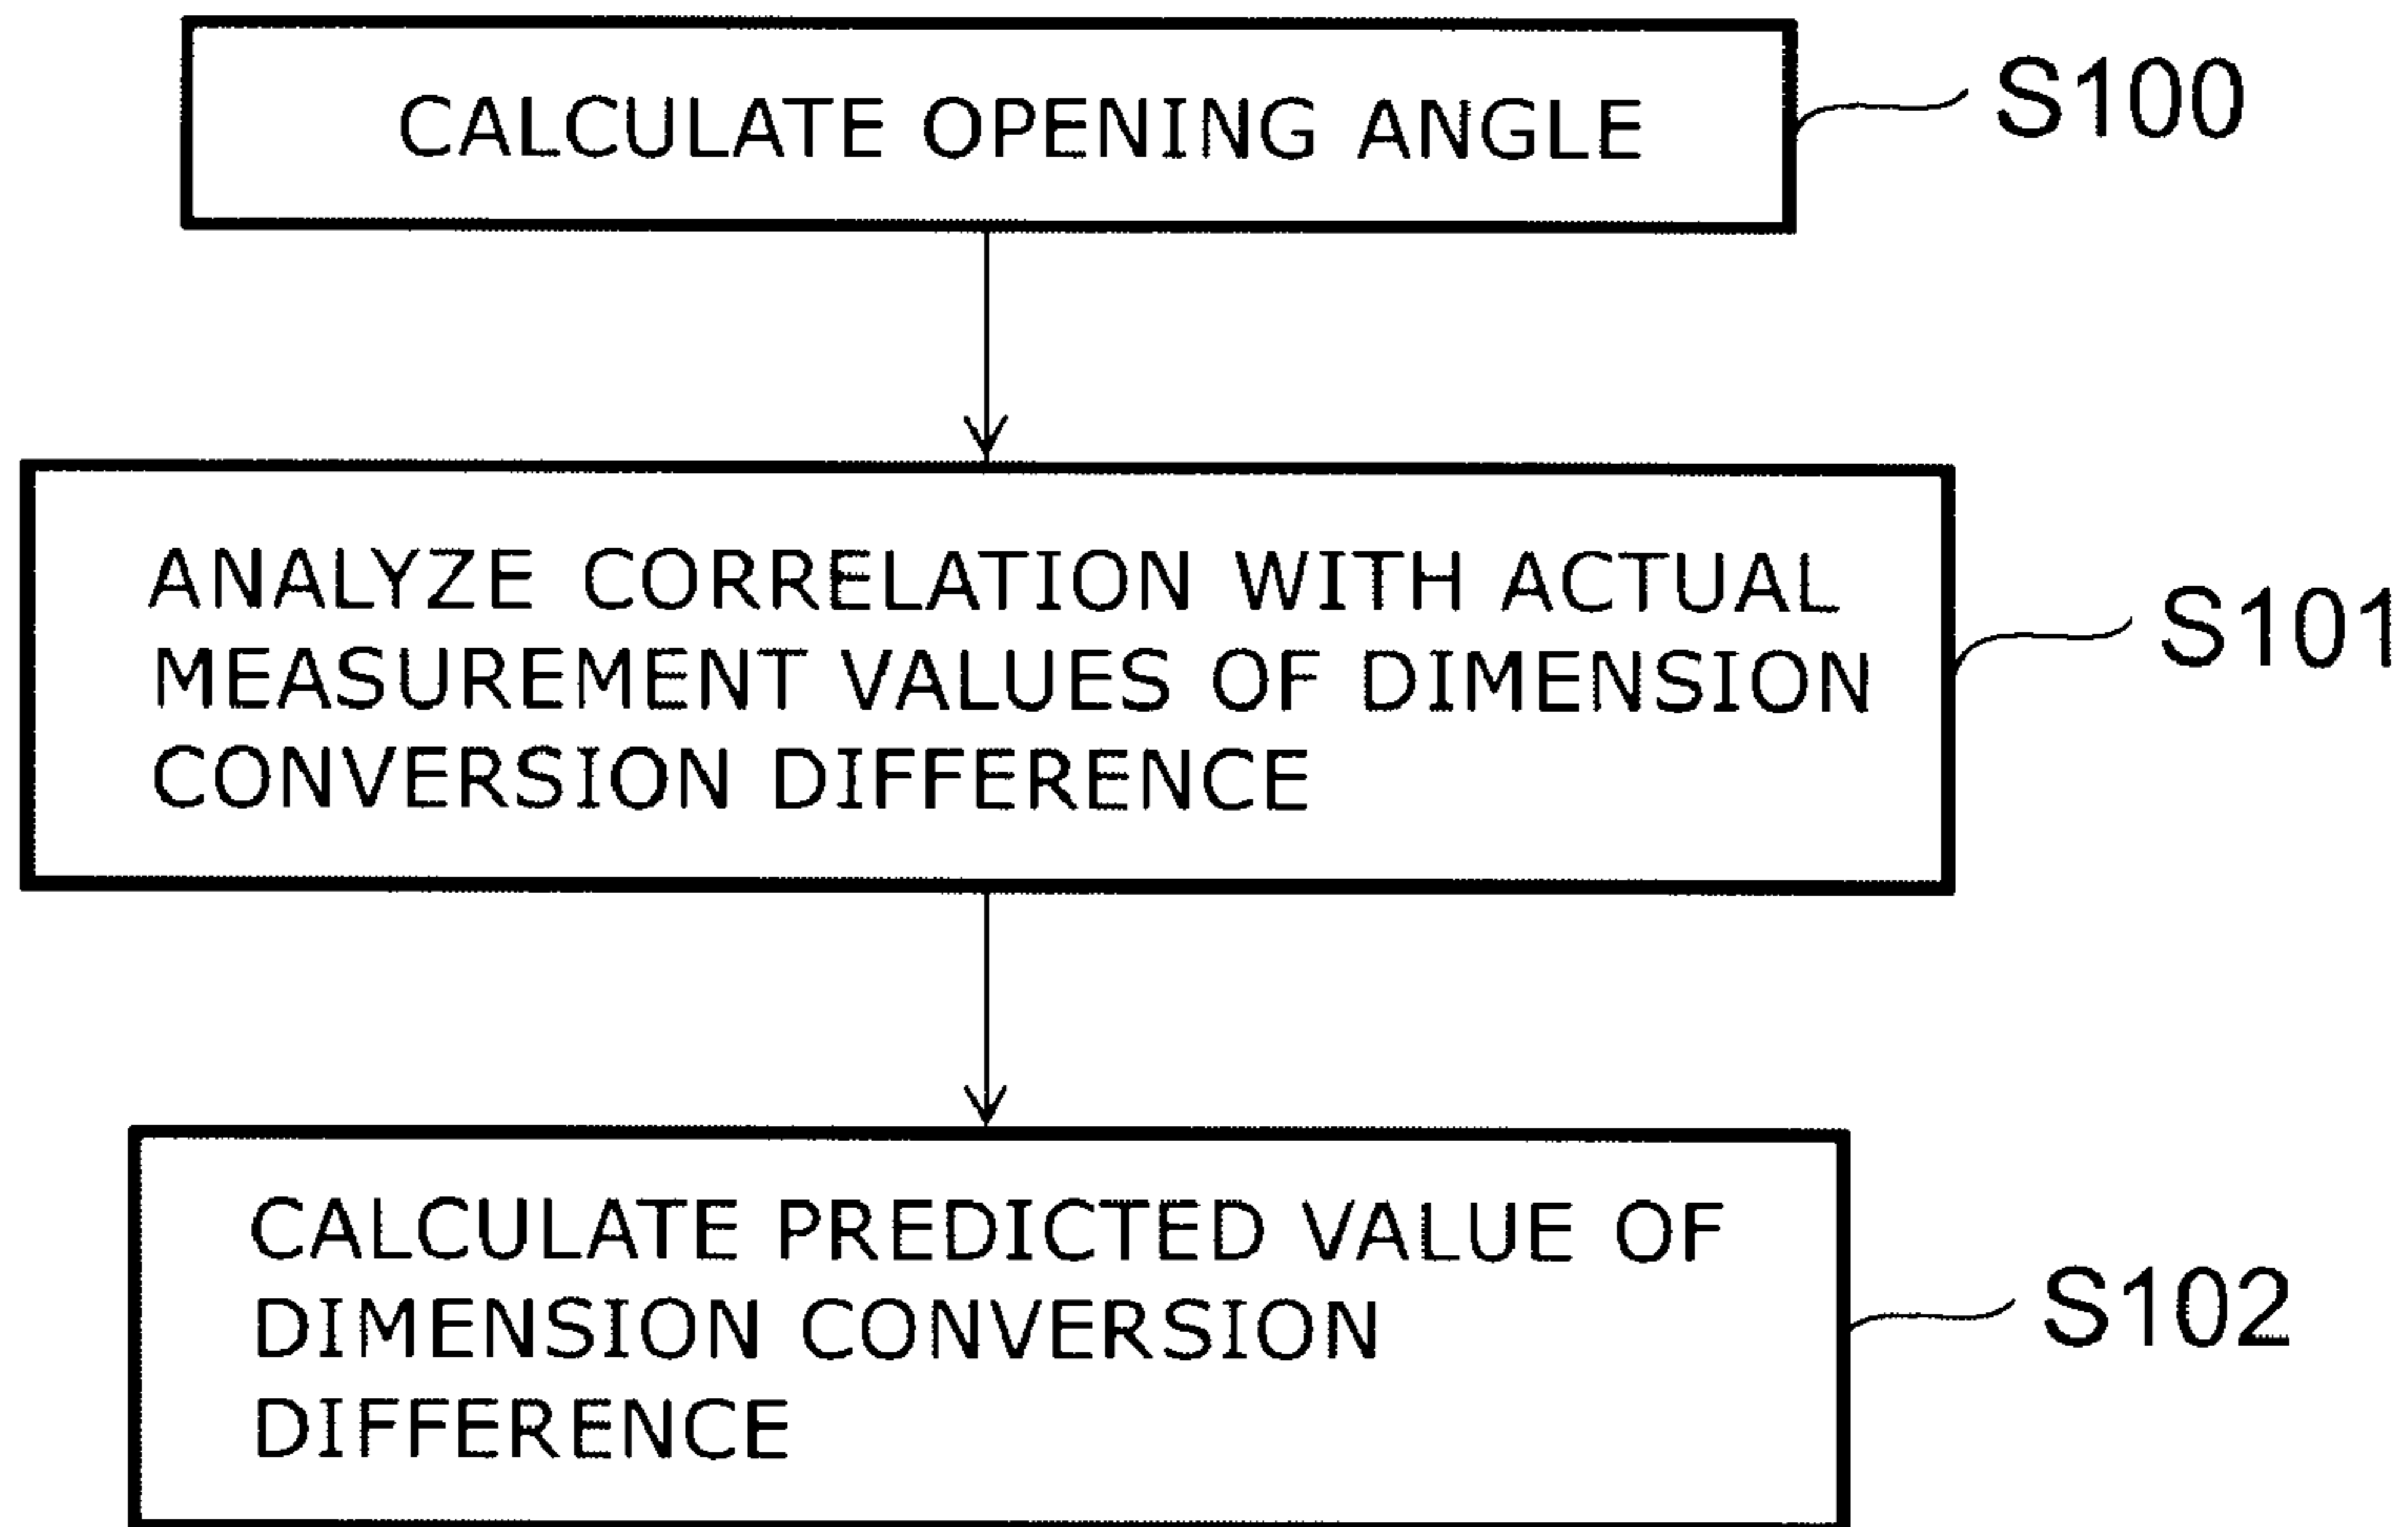 CALCULATE OPENING ANGLE
S100
ANALYZE CORRELATION WITH ACTUAL
MEASUREMENT VALUES OF DIMENSION
CONVERSION DIFFERENCE
S101
CALCULATE PREDICTED VALUE OF
DIMENSION CONVERSION
DIFFERENCE
S102